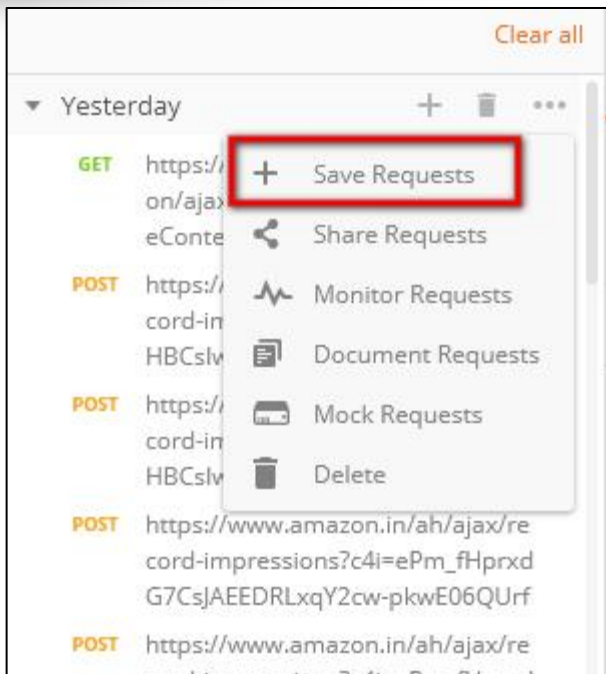 Clear all
Yesterday
GET https:/
on/ajax
eConte
Save Requests
Share Requests
Monitor Requests
Document Requests
Mock Requests
Delete
POST https:/
cord-im
HBCslw
POST https:/
cord-im
HBCslw
POST https://www.amazon.in/ah/ajax/re
cord-impressions?c4i=ePm_fHprxd
G7CsJAEEDRLxqY2cw-pkwE06QUrf
POST https://www.amazon.in/ah/ajax/re